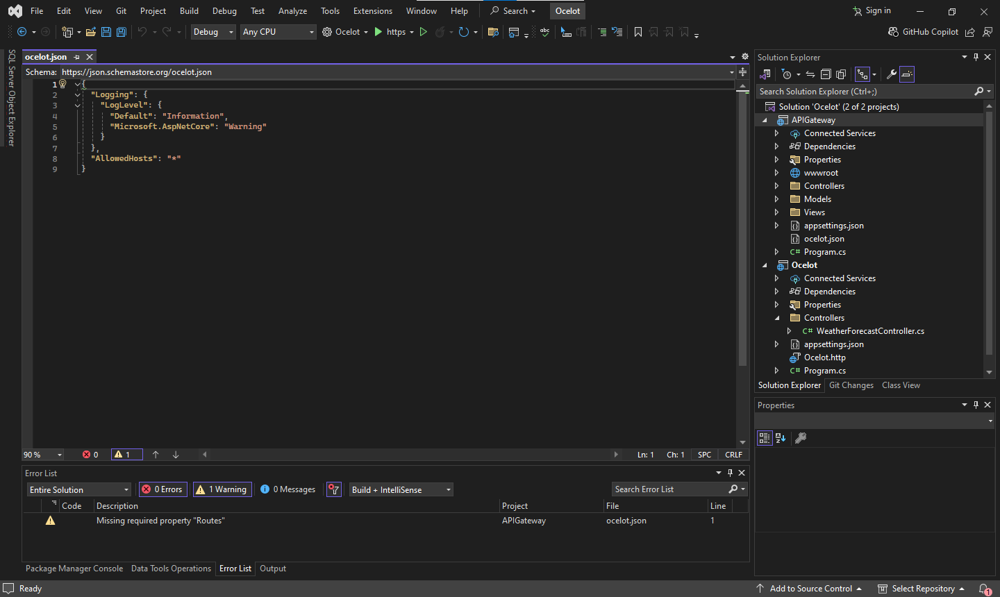 File Edit View Git Project Build Debug Test Analyze Tools Extensions Window Help Search Ocelot Sign in
Debug Any CPU Ocelot https GitHub Copilot
SQL Server Object Explorer
ocelot.json
Schema: https://json.schemastore.org/ocelot.json
1 {
2 "Logging": {
3 "LogLevel": {
4 "Default": "Information",
5 "Microsoft.AspNetCore": "Warning"
6 }
7 },
8 "AllowedHosts": "*"
9 }
90 % 0 1 Ln: 1 Ch: 1 SPC CRLF
Error List
Entire Solution 0 Errors 1 Warning 0 Messages Build + IntelliSense Search Error List
Code Description Project File Line
Missing required property "Routes" APIGateway ocelot.json 1
Package Manager Console Data Tools Operations Error List Output
Solution Explorer
Search Solution Explorer (Ctrl+;)
Solution 'Ocelot' (2 of 2 projects)
APIGateway
Connected Services
Dependencies
Properties
wwwroot
Controllers
Models
Views
appsettings.json
ocelot.json
C# Program.cs
Ocelot
Connected Services
Dependencies
Properties
Controllers
C# WeatherForecastController.cs
appsettings.json
Ocelot.http
C# Program.cs
Solution Explorer Git Changes Class View
Properties
Ready Add to Source Control Select Repository 1